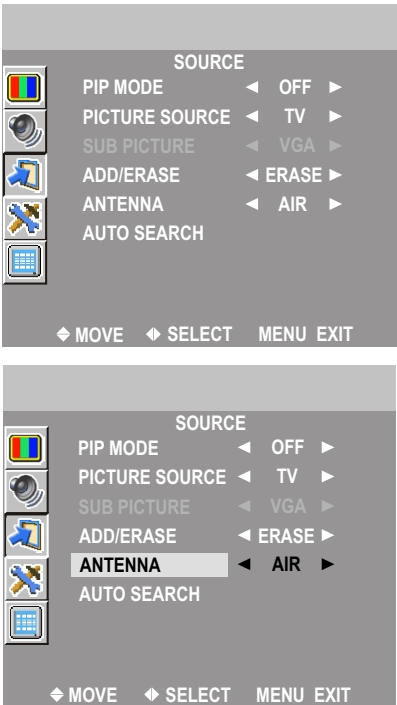 SOURCE
PIP MODE ◄ OFF ►
PICTURE SOURCE ◄ TV ►
SUB PICTURE ◄ VGA ►
ADD/ERASE ◄ ERASE ►
ANTENNA ◄ AIR ►
AUTO SEARCH
MOVE SELECT MENU EXIT
SOURCE
PIP MODE ◄ OFF ►
PICTURE SOURCE ◄ TV ►
SUB PICTURE ◄ VGA ►
ADD/ERASE ◄ ERASE ►
ANTENNA ◄ AIR ►
AUTO SEARCH
MOVE SELECT MENU EXIT